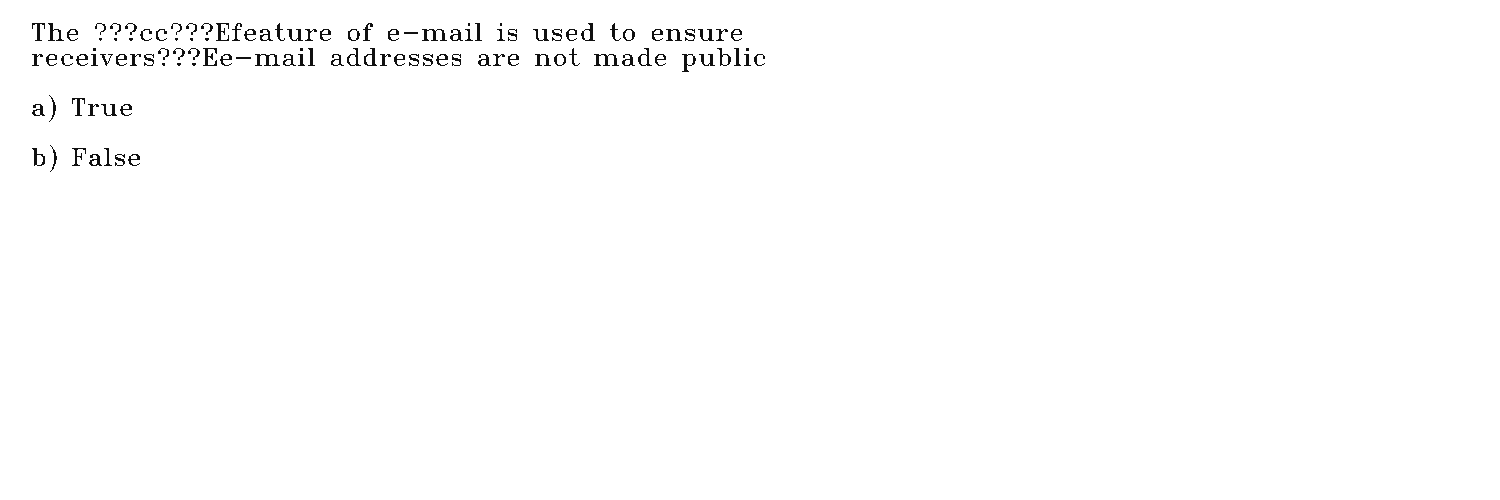 The ???cc???Efeature of e-mail is used to ensure
receivers???Ee-mail addresses are not made public
a) True
b) False